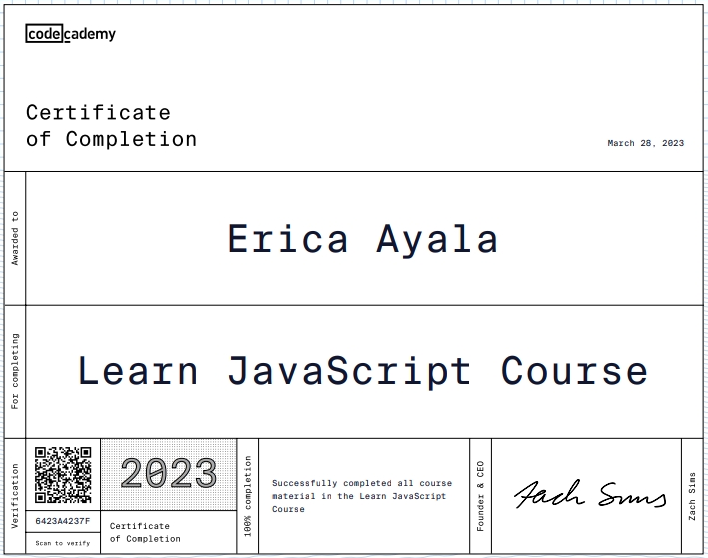 codecademy
Certificate
of Completion
March 28, 2023
Awarded to
Erica Ayala
For completing
Learn JavaScript Course
Verification
6423A4237F
Scan to verify
2023
Certificate
of Completion
100% completion
Successfully completed all course
material in the Learn JavaScript
Course
Founder & CEO
Zach Sims
Zach Sims